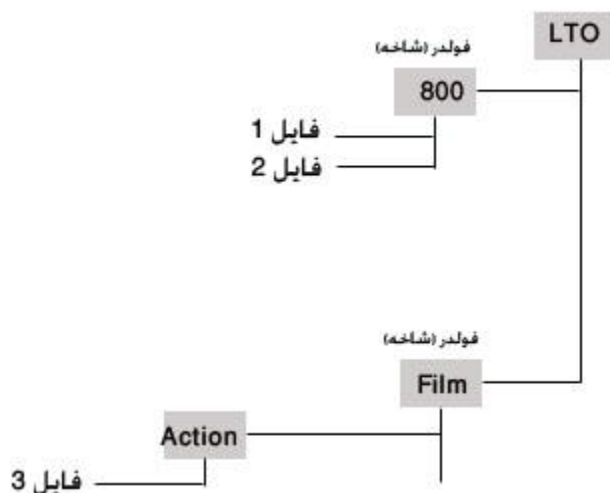 LTO
فولدر (شاخه)
800
فایل 1
فایل 2
فولدر (شاخه)
Film
Action
فایل 3